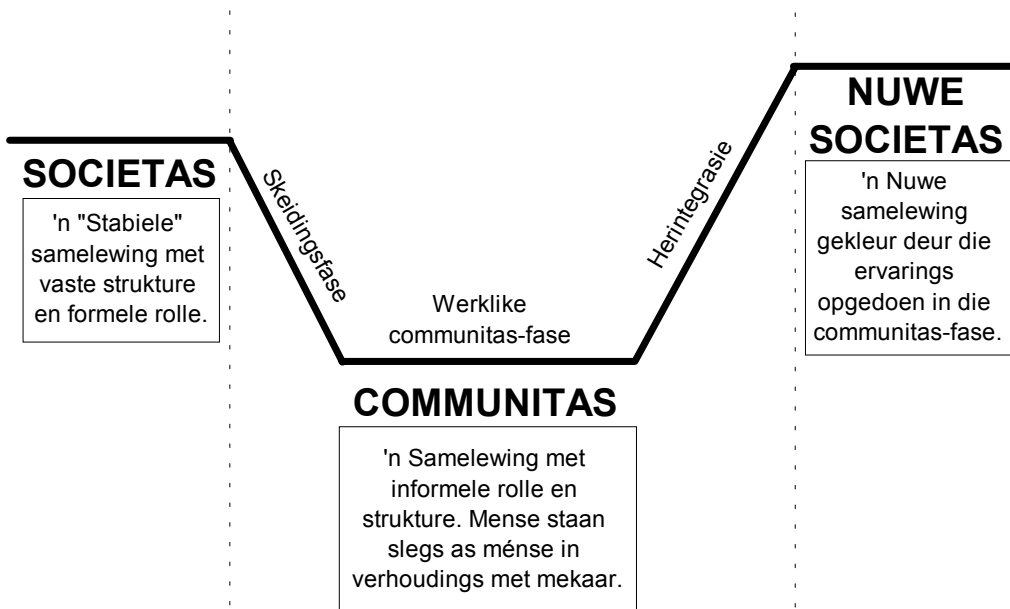 SOCIETAS
'n "Stabiele"
samelewing met
vaste strukture
en formele rolle.
Skeidingsfase
Werklike
communitas-fase
COMMUNITAS
'n Samelewing met
informele rolle en
strukture. Mense staan
slegs as ménse in
verhoudings met mekaar.
Herintegrasie
NUWE
SOCIETAS
'n Nuwe
samelewing
gekleur deur die
ervarings
opgedoen in die
communitas-fase.